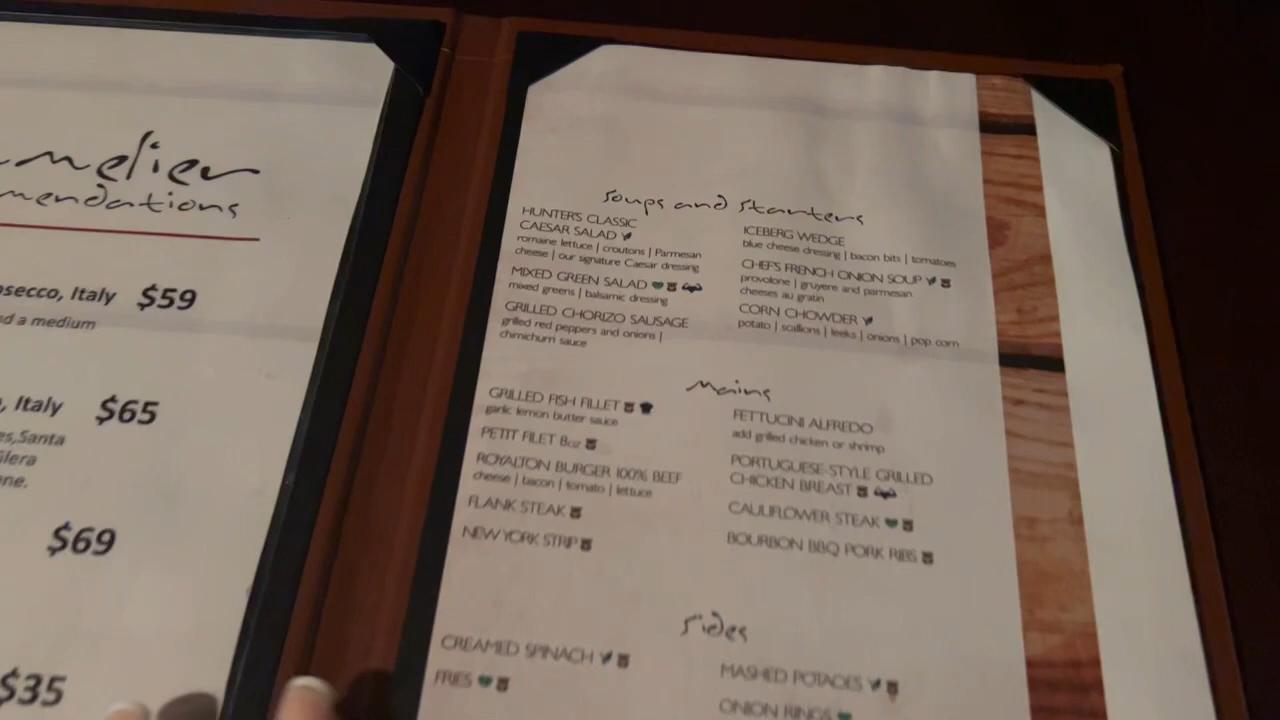 melier
mendations
secco, Italy $59
d a medium
, Italy $65
es,Santa
lera
ne.
$69
$35
Soups and Starters
HUNTER'S CLASSIC
CAESAR SALAD
romaine lettuce | croutons | Parmesan
cheese | our signature Caesar dressing
MIXED GREEN SALAD
mixed greens | balsamic dressing
GRILLED CHORIZO SAUSAGE
grilled red peppers and onions |
chimichurri sauce
ICEBERG WEDGE
blue cheese dressing | bacon bits | tomatoes
CHEF'S FRENCH ONION SOUP
provolone | gruyere and parmesan
cheeses au gratin
CORN CHOWDER
potato | scallions | leeks | onions | pop corn
Mains
GRILLED FISH FILLET
garlic lemon butter sauce
PETIT FILET 8oz
ROYALTON BURGER 100% BEEF
cheese | bacon | tomato | lettuce
FLANK STEAK
NEW YORK STRIP
FETTUCINI ALFREDO
add grilled chicken or shrimp
PORTUGUESE-STYLE GRILLED
CHICKEN BREAST
CAULIFLOWER STEAK
BOURBON BBQ PORK RIBS
Sides
CREAMED SPINACH
FRIES
MASHED POTATOES
ONION RINGS